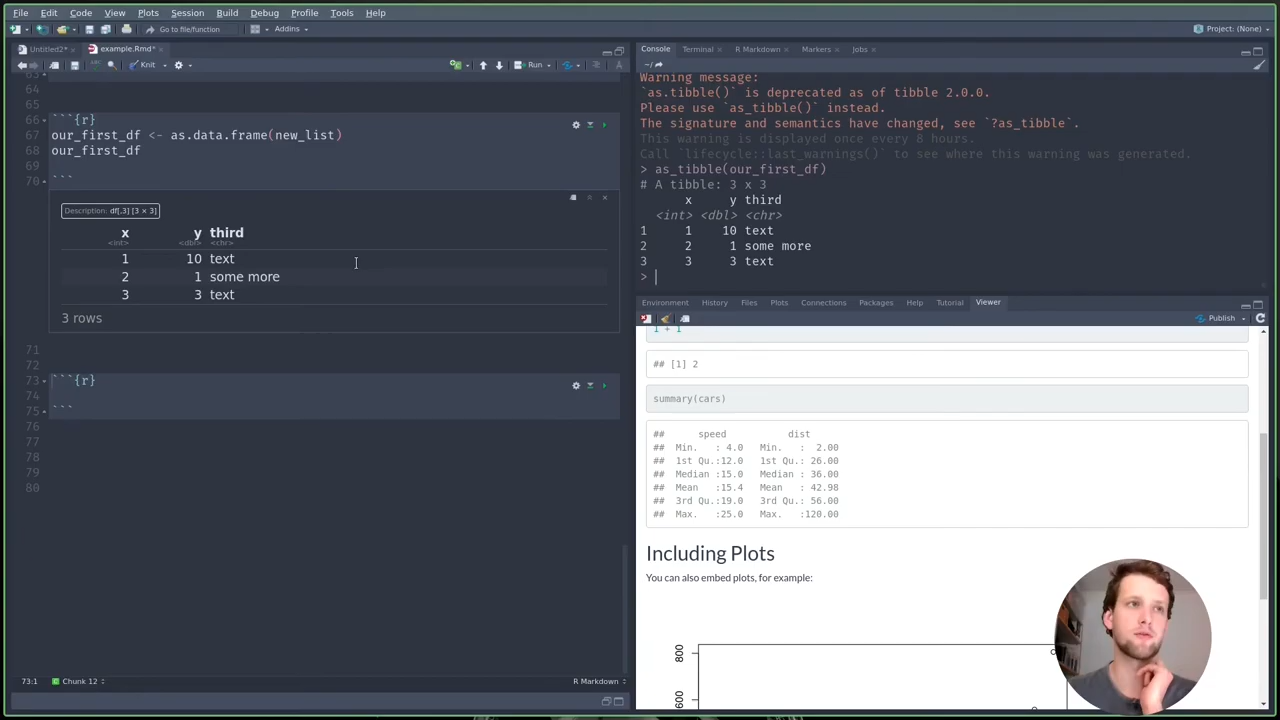 File Edit Code View Plots Session Build Debug Profile Tools Help
Go to file/function Addins Project: (None)
Untitled2* example.Rmd*
Knit Run
64
65
66 ```{r}
67 our_first_df <- as.data.frame(new_list)
68 our_first_df
69
70 ```
Description: df[,3] [3 × 3]
x y third
<int> <dbl> <chr>
1 10 text
2 1 some more
3 3 text
3 rows
71
72
73 ```{r}
74
75 ```
76
77
78
79
80
73:1 Chunk 12 R Markdown
Console Terminal R Markdown Markers Jobs
~/
Warning message:
`as.tibble()` is deprecated as of tibble 2.0.0.
Please use `as_tibble()` instead.
The signature and semantics have changed, see `?as_tibble`.
This warning is displayed once every 8 hours.
Call `lifecycle::last_warnings()` to see where this warning was generated.
> as_tibble(our_first_df)
# A tibble: 3 x 3
x y third
<int> <dbl> <chr>
1 1 10 text
2 2 1 some more
3 3 3 text
>
Environment History Files Plots Connections Packages Help Tutorial Viewer
Publish
1 + 1
## [1] 2
summary(cars)
## speed dist
## Min. : 4.0 Min. : 2.00
## 1st Qu.:12.0 1st Qu.: 26.00
## Median :15.0 Median : 36.00
## Mean :15.4 Mean : 42.98
## 3rd Qu.:19.0 3rd Qu.: 56.00
## Max. :25.0 Max. :120.00
Including Plots
You can also embed plots, for example:
800
600